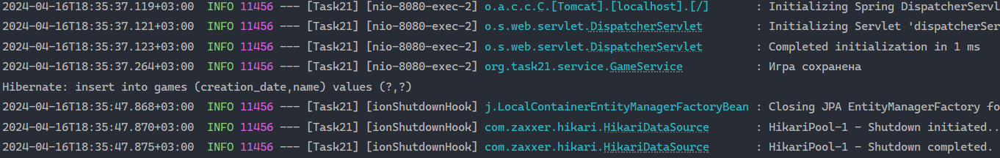 2024-04-16T18:35:37.119+03:00  INFO 11456 --- [Task21] [nio-8080-exec-2] o.a.c.c.C.[Tomcat].[localhost].[/]       : Initializing Spring DispatcherServl
2024-04-16T18:35:37.121+03:00  INFO 11456 --- [Task21] [nio-8080-exec-2] o.s.web.servlet.DispatcherServlet        : Initializing Servlet 'dispatcherSer
2024-04-16T18:35:37.123+03:00  INFO 11456 --- [Task21] [nio-8080-exec-2] o.s.web.servlet.DispatcherServlet        : Completed initialization in 1 ms
2024-04-16T18:35:37.264+03:00  INFO 11456 --- [Task21] [nio-8080-exec-2] org.task21.service.GameService           : Игра сохранена
Hibernate: insert into games (creation_date,name) values (?,?)
2024-04-16T18:35:47.868+03:00  INFO 11456 --- [Task21] [ionShutdownHook] j.LocalContainerEntityManagerFactoryBean : Closing JPA EntityManagerFactory fo
2024-04-16T18:35:47.870+03:00  INFO 11456 --- [Task21] [ionShutdownHook] com.zaxxer.hikari.HikariDataSource       : HikariPool-1 - Shutdown initiated..
2024-04-16T18:35:47.875+03:00  INFO 11456 --- [Task21] [ionShutdownHook] com.zaxxer.hikari.HikariDataSource       : HikariPool-1 - Shutdown completed.